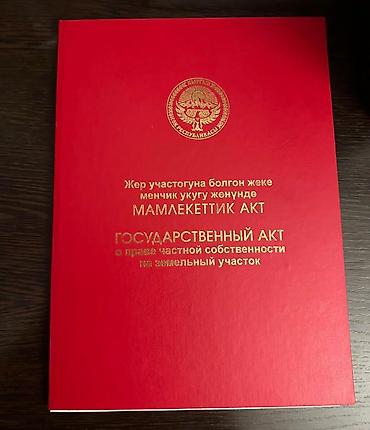 Жер участогуна болгон жеке
менчик укугу жөнүндө
МАМЛЕКЕТТИК АКТ
ГОСУДАРСТВЕННЫЙ АКТ
о праве частной собственности
на земельный участок